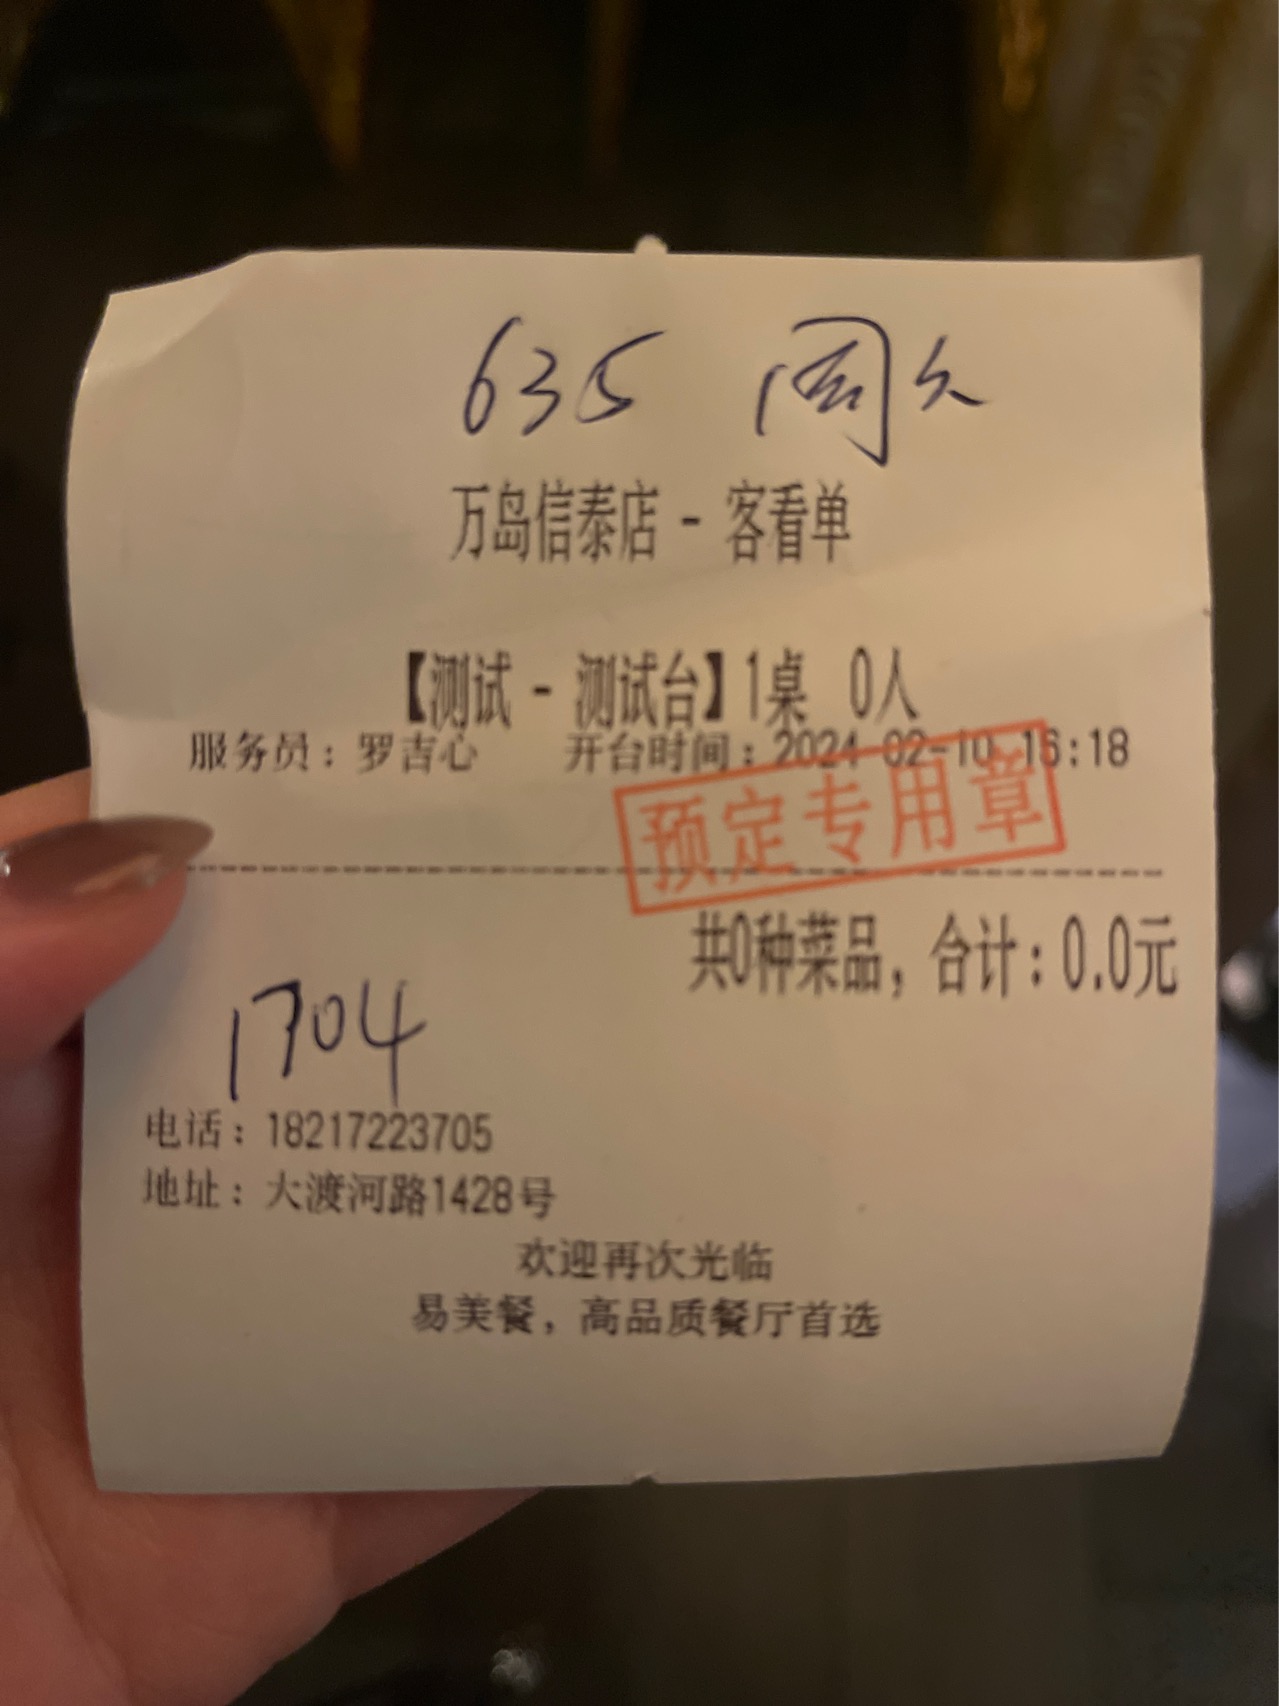 635 周久
万岛信泰店 - 客看单
【测试 - 测试台】1桌 0人
服务员：罗吉心 开台时间：2024-02-10 16:18
预定专用章
共0种菜品，合计：0.0元
1704
电话：18217223705
地址：大渡河路1428号
欢迎再次光临
易美餐，高品质餐厅首选